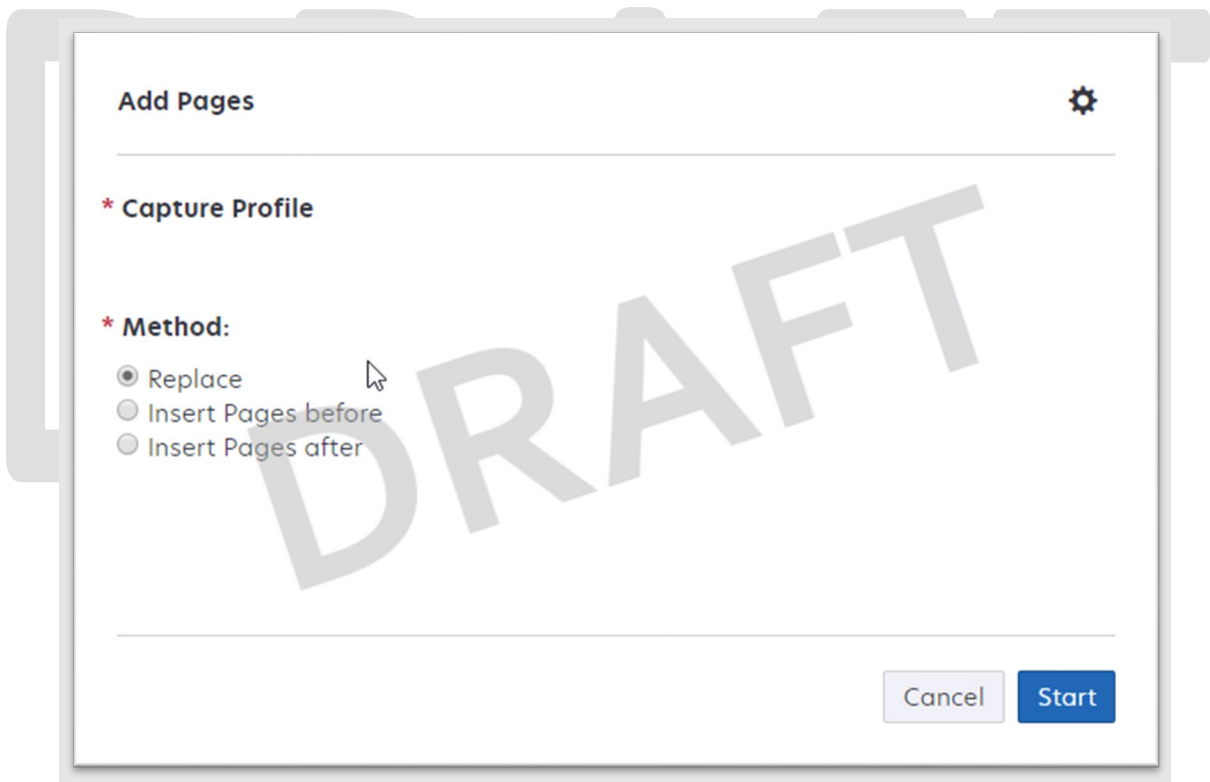 Add Pages
* Capture Profile
* Method:
Replace
Insert Pages before
Insert Pages after
DRAFT
Cancel
Start